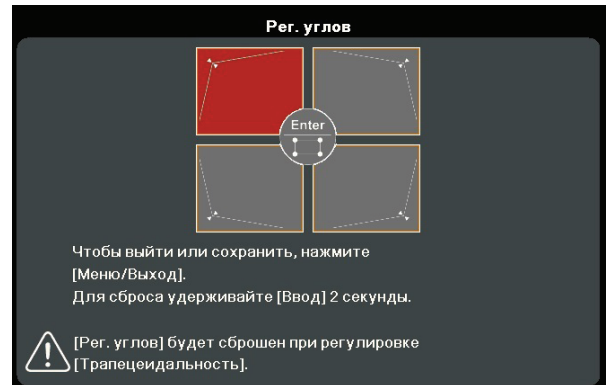 Рег. углов
Enter
Чтобы выйти или сохранить, нажмите
[Меню/Выход].
Для сброса удерживайте [Ввод] 2 секунды.
[Рег. углов] будет сброшен при регулировке
[Трапецеидальность].